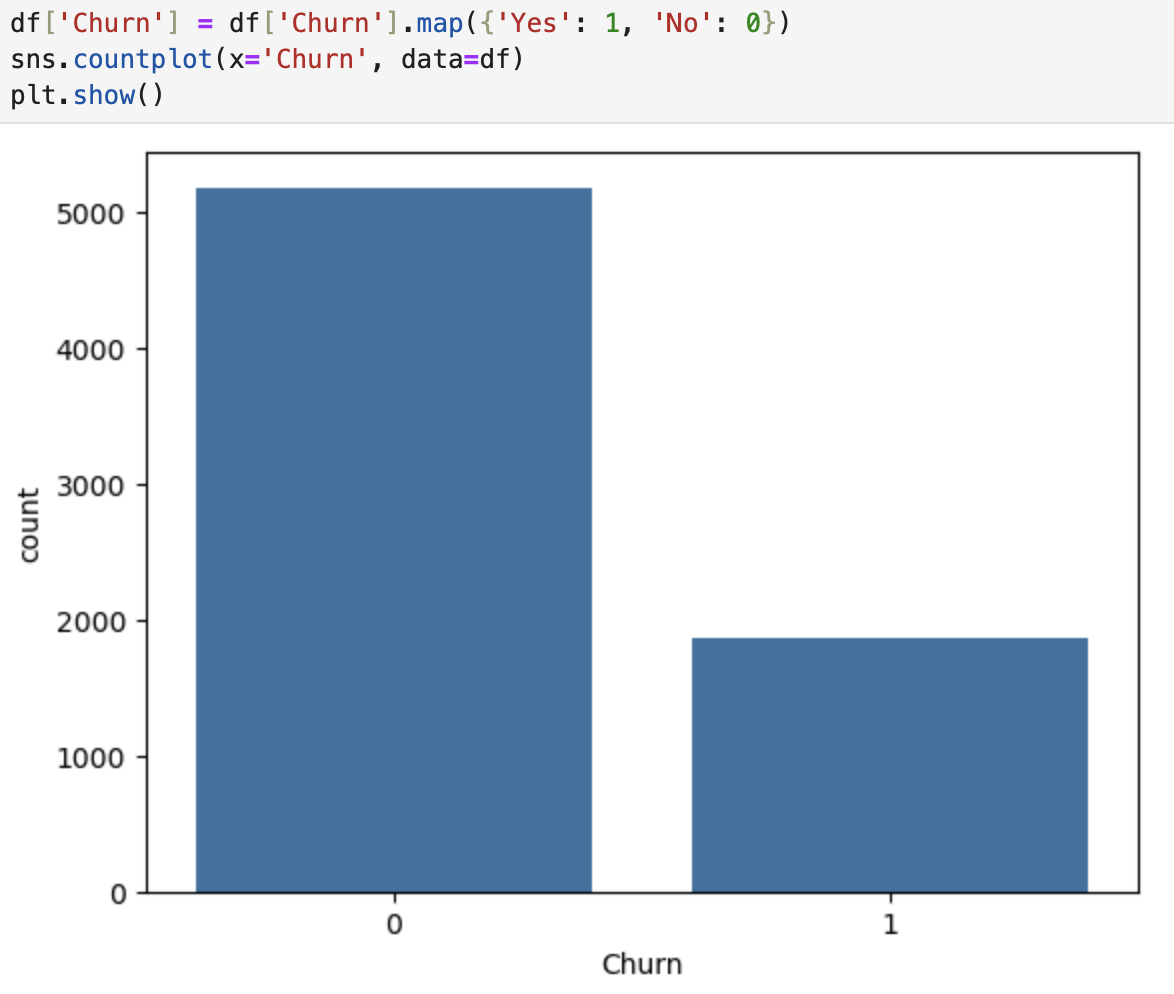 df['Churn'] = df['Churn'].map({'Yes': 1, 'No': 0})
sns.countplot(x='Churn', data=df)
plt.show()
5000
4000
3000
2000
1000
0
count
0 1
Churn